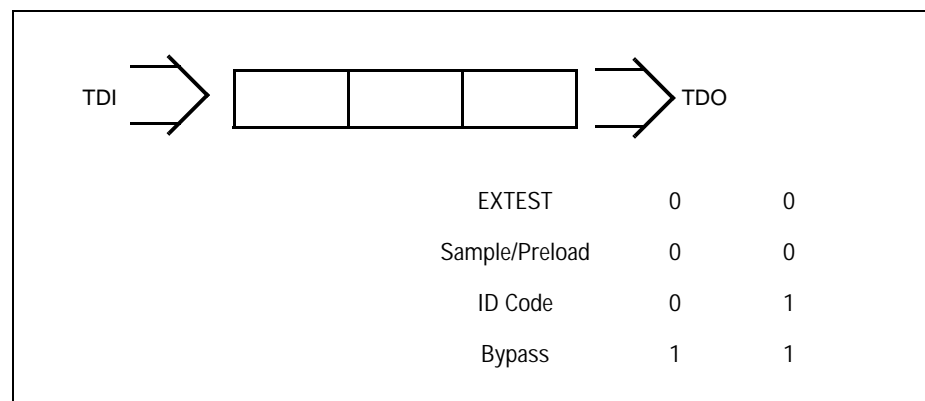 TDI TDO
EXTEST 0 0
Sample/Preload 0 0
ID Code 0 1
Bypass 1 1